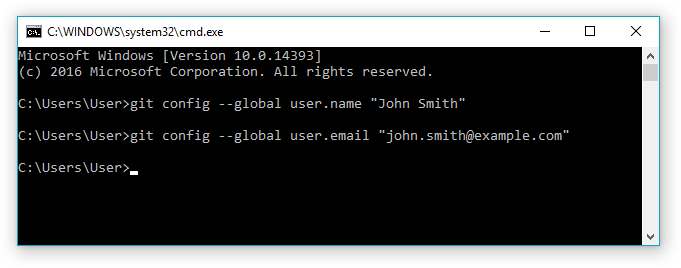 C:\WINDOWS\system32\cmd.exe
Microsoft Windows [Version 10.0.14393]
(c) 2016 Microsoft Corporation. All rights reserved.
C:\Users\User>git config --global user.name "John Smith"
C:\Users\User>git config --global user.email "john.smith@example.com"
C:\Users\User>